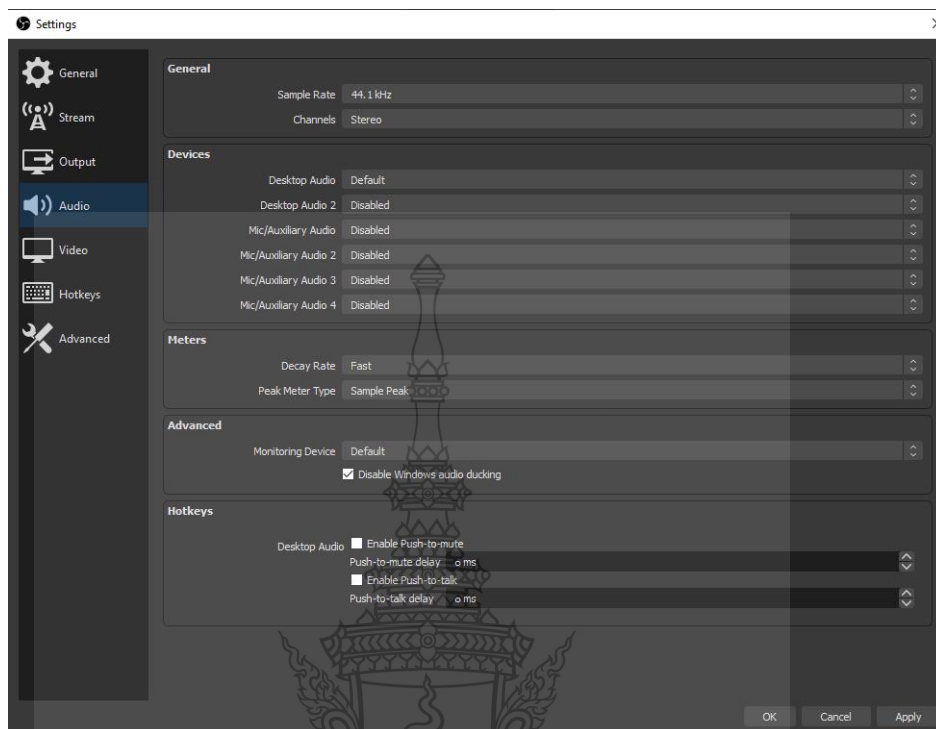 Settings
General
Stream
Output
Audio
Video
Hotkeys
Advanced
General
Sample Rate 44.1 kHz
Channels Stereo
Devices
Desktop Audio Default
Desktop Audio 2 Disabled
Mic/Auxiliary Audio Disabled
Mic/Auxiliary Audio 2 Disabled
Mic/Auxiliary Audio 3 Disabled
Mic/Auxiliary Audio 4 Disabled
Meters
Decay Rate Fast
Peak Meter Type Sample Peak
Advanced
Monitoring Device Default
Disable Windows audio ducking
Hotkeys
Desktop Audio Enable Push-to-mute
Push-to-mute delay 0 ms
Enable Push-to-talk
Push-to-talk delay 0 ms
OK Cancel Apply